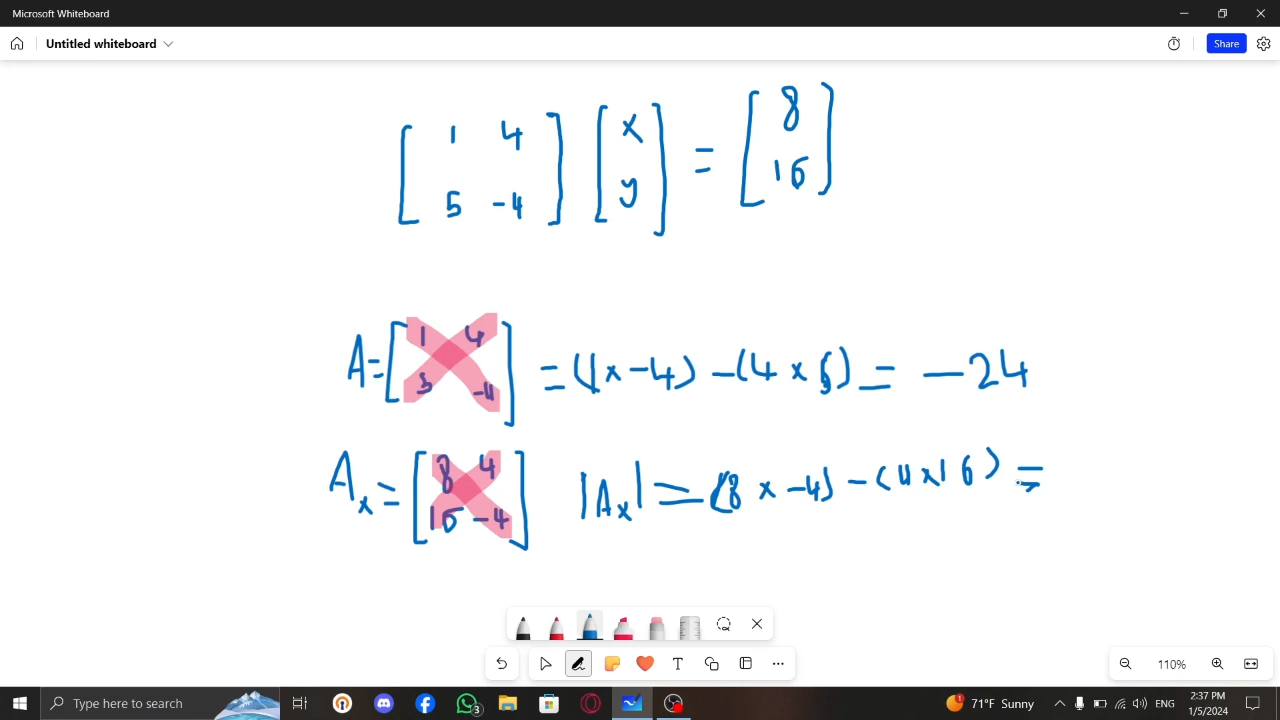 Microsoft Whiteboard
Untitled whiteboard
Share
[ 1 4 ] [ x ] = [ 8 ]
[ 5 -4 ] [ y ] [ 16 ]
A = [ 1 4 ] = (1 x -4) - (4 x 5) = -24
[ 5 -4 ]
Ax = [ 8 4 ] |Ax| = (8 x -4) - (4 x 16) =
[ 16 -4 ]
110%
Type here to search
3
1
71°F Sunny
ENG
2:37 PM
1/5/2024